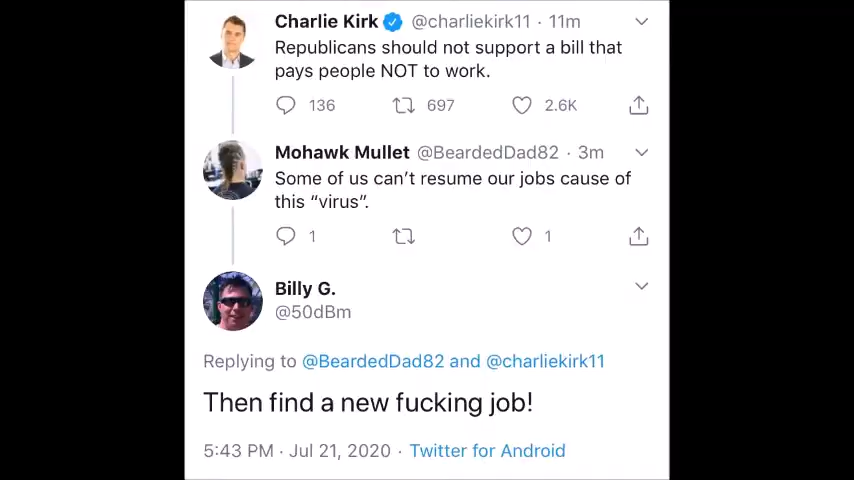 Charlie Kirk @charliekirk11 · 11m
Republicans should not support a bill that
pays people NOT to work.
136 697 2.6K
Mohawk Mullet @BeardedDad82 · 3m
Some of us can’t resume our jobs cause of
this “virus”.
1 1
Billy G.
@50dBm
Replying to @BeardedDad82 and @charliekirk11
Then find a new fucking job!
5:43 PM · Jul 21, 2020 · Twitter for Android